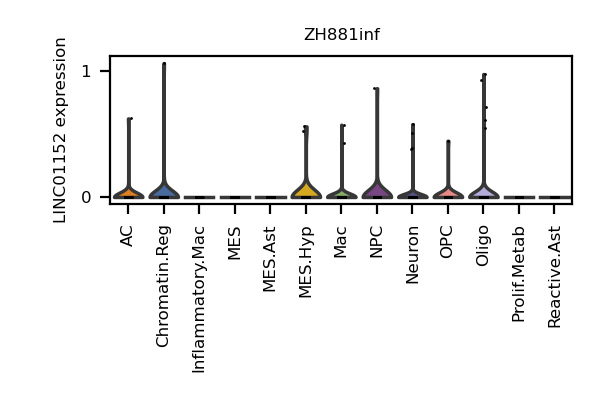 ZH881inf
LINC01152 expression
1
0
AC
Chromatin.Reg
Inflammatory.Mac
MES
MES.Ast
MES.Hyp
Mac
NPC
Neuron
OPC
Oligo
Prolif.Metab
Reactive.Ast